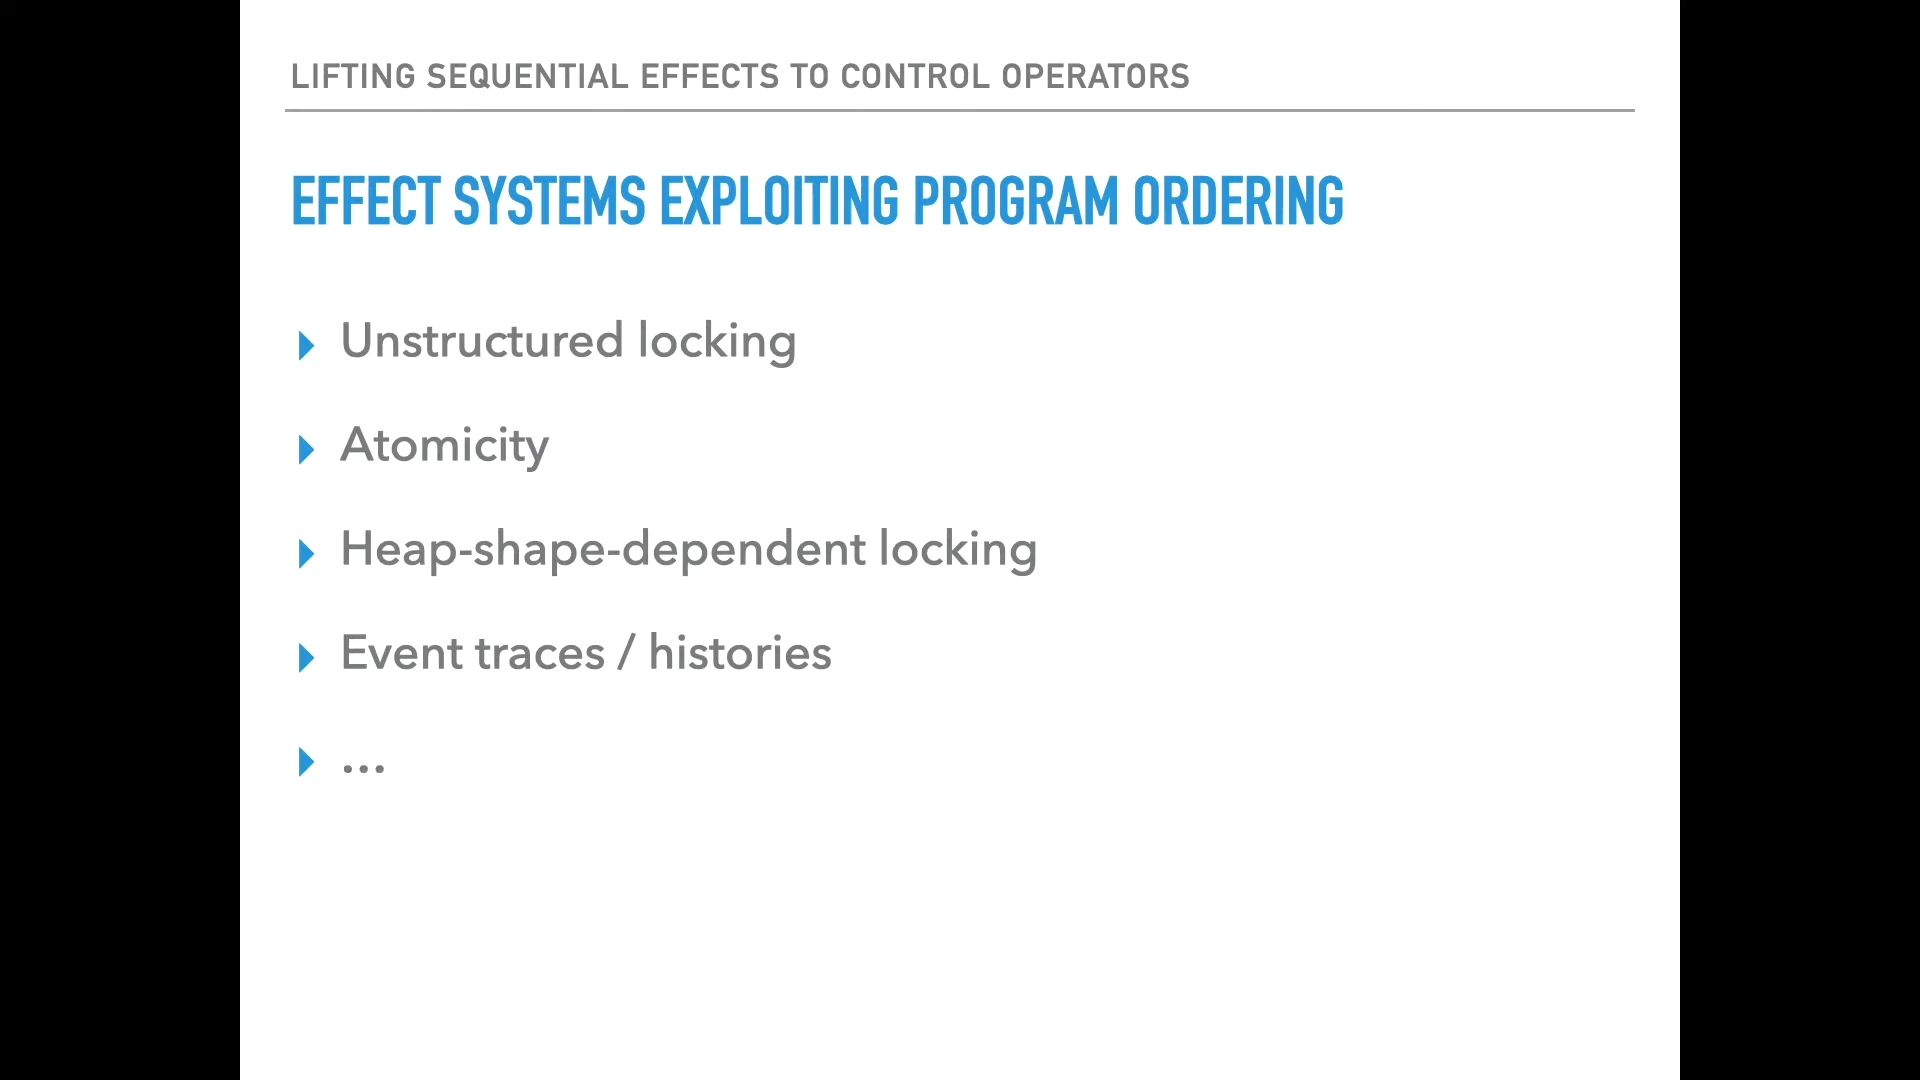 LIFTING SEQUENTIAL EFFECTS TO CONTROL OPERATORS
EFFECT SYSTEMS EXPLOITING PROGRAM ORDERING
Unstructured locking
Atomicity
Heap-shape-dependent locking
Event traces / histories
…